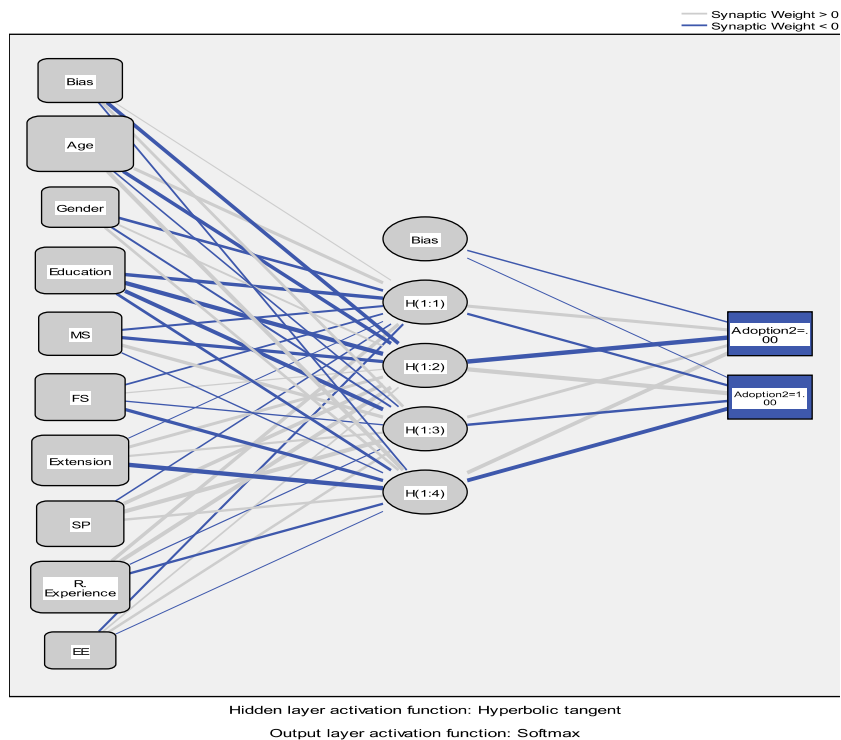 Synaptic Weight > 0
Synaptic Weight < 0
Bias
Age
Gender
Education
MS
FS
Extension
SP
R.
Experience
EE
Bias
H(1:1)
H(1:2)
H(1:3)
H(1:4)
Adoption2=.
00
Adoption2=1.
00
Hidden layer activation function: Hyperbolic tangent
Output layer activation function: Softmax